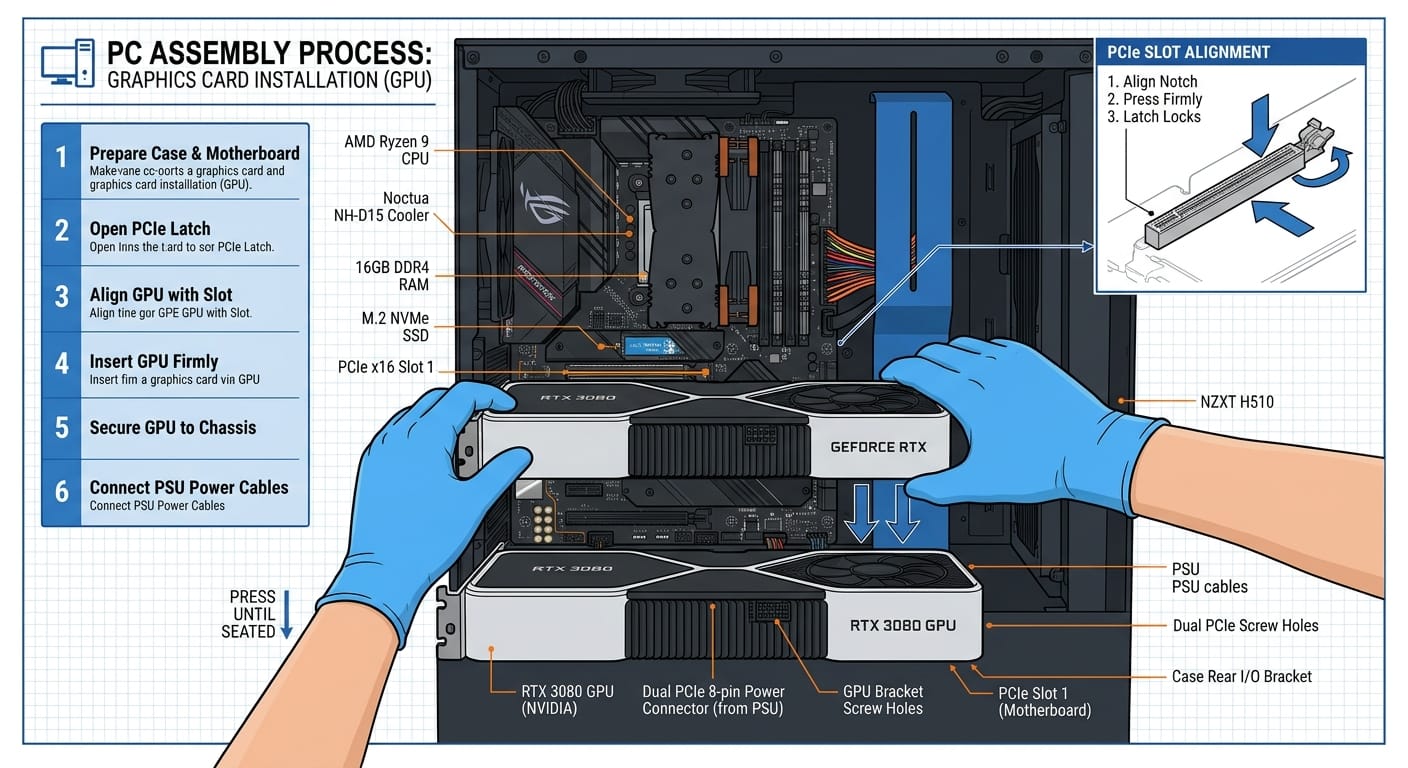 PC ASSEMBLY PROCESS:
GRAPHICS CARD INSTALLATION (GPU)
1
Prepare Case & Motherboard
a graphics card and
graphics card installation (GPU).
2
Open PCIe Latch
Open the to PCIe Latch.
3
Align GPU with Slot
Align GPU with Slot.
4
Insert GPU Firmly
Insert a graphics card GPU
5
Secure GPU to Chassis
6
Connect PSU Power Cables
Connect PSU Power Cables
PRESS
UNTIL
SEATED
AMD Ryzen 9
CPU
Noctua
NH-D15 Cooler
16GB DDR4
RAM
M.2 NVMe
SSD
PCIe x16 Slot 1
PCIe SLOT ALIGNMENT
1. Align Notch
2. Press Firmly
3. Latch Locks
NZXT H510
RTX 3080
GEFORCE RTX
RTX 3080
RTX 3080 GPU
PSU
PSU cables
Dual PCIe Screw Holes
Case Rear I/O Bracket
RTX 3080 GPU
(NVIDIA)
Dual PCIe 8-pin Power
Connector (from PSU)
GPU Bracket
Screw Holes
PCIe Slot 1
(Motherboard)